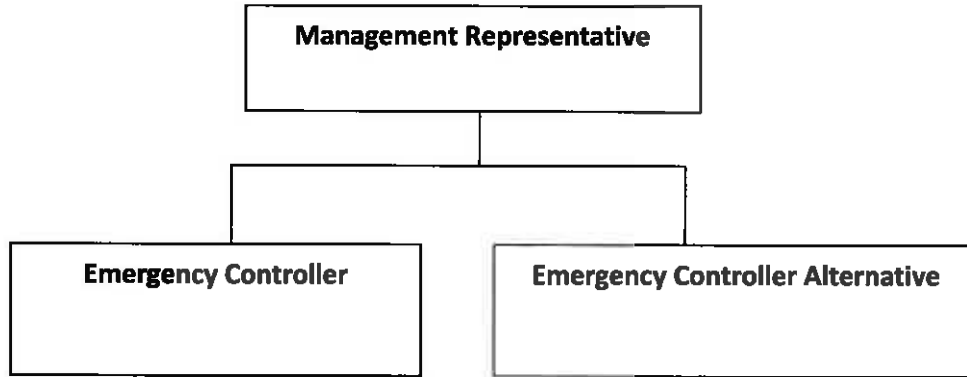 Management Representative
Emergency Controller
Emergency Controller Alternative